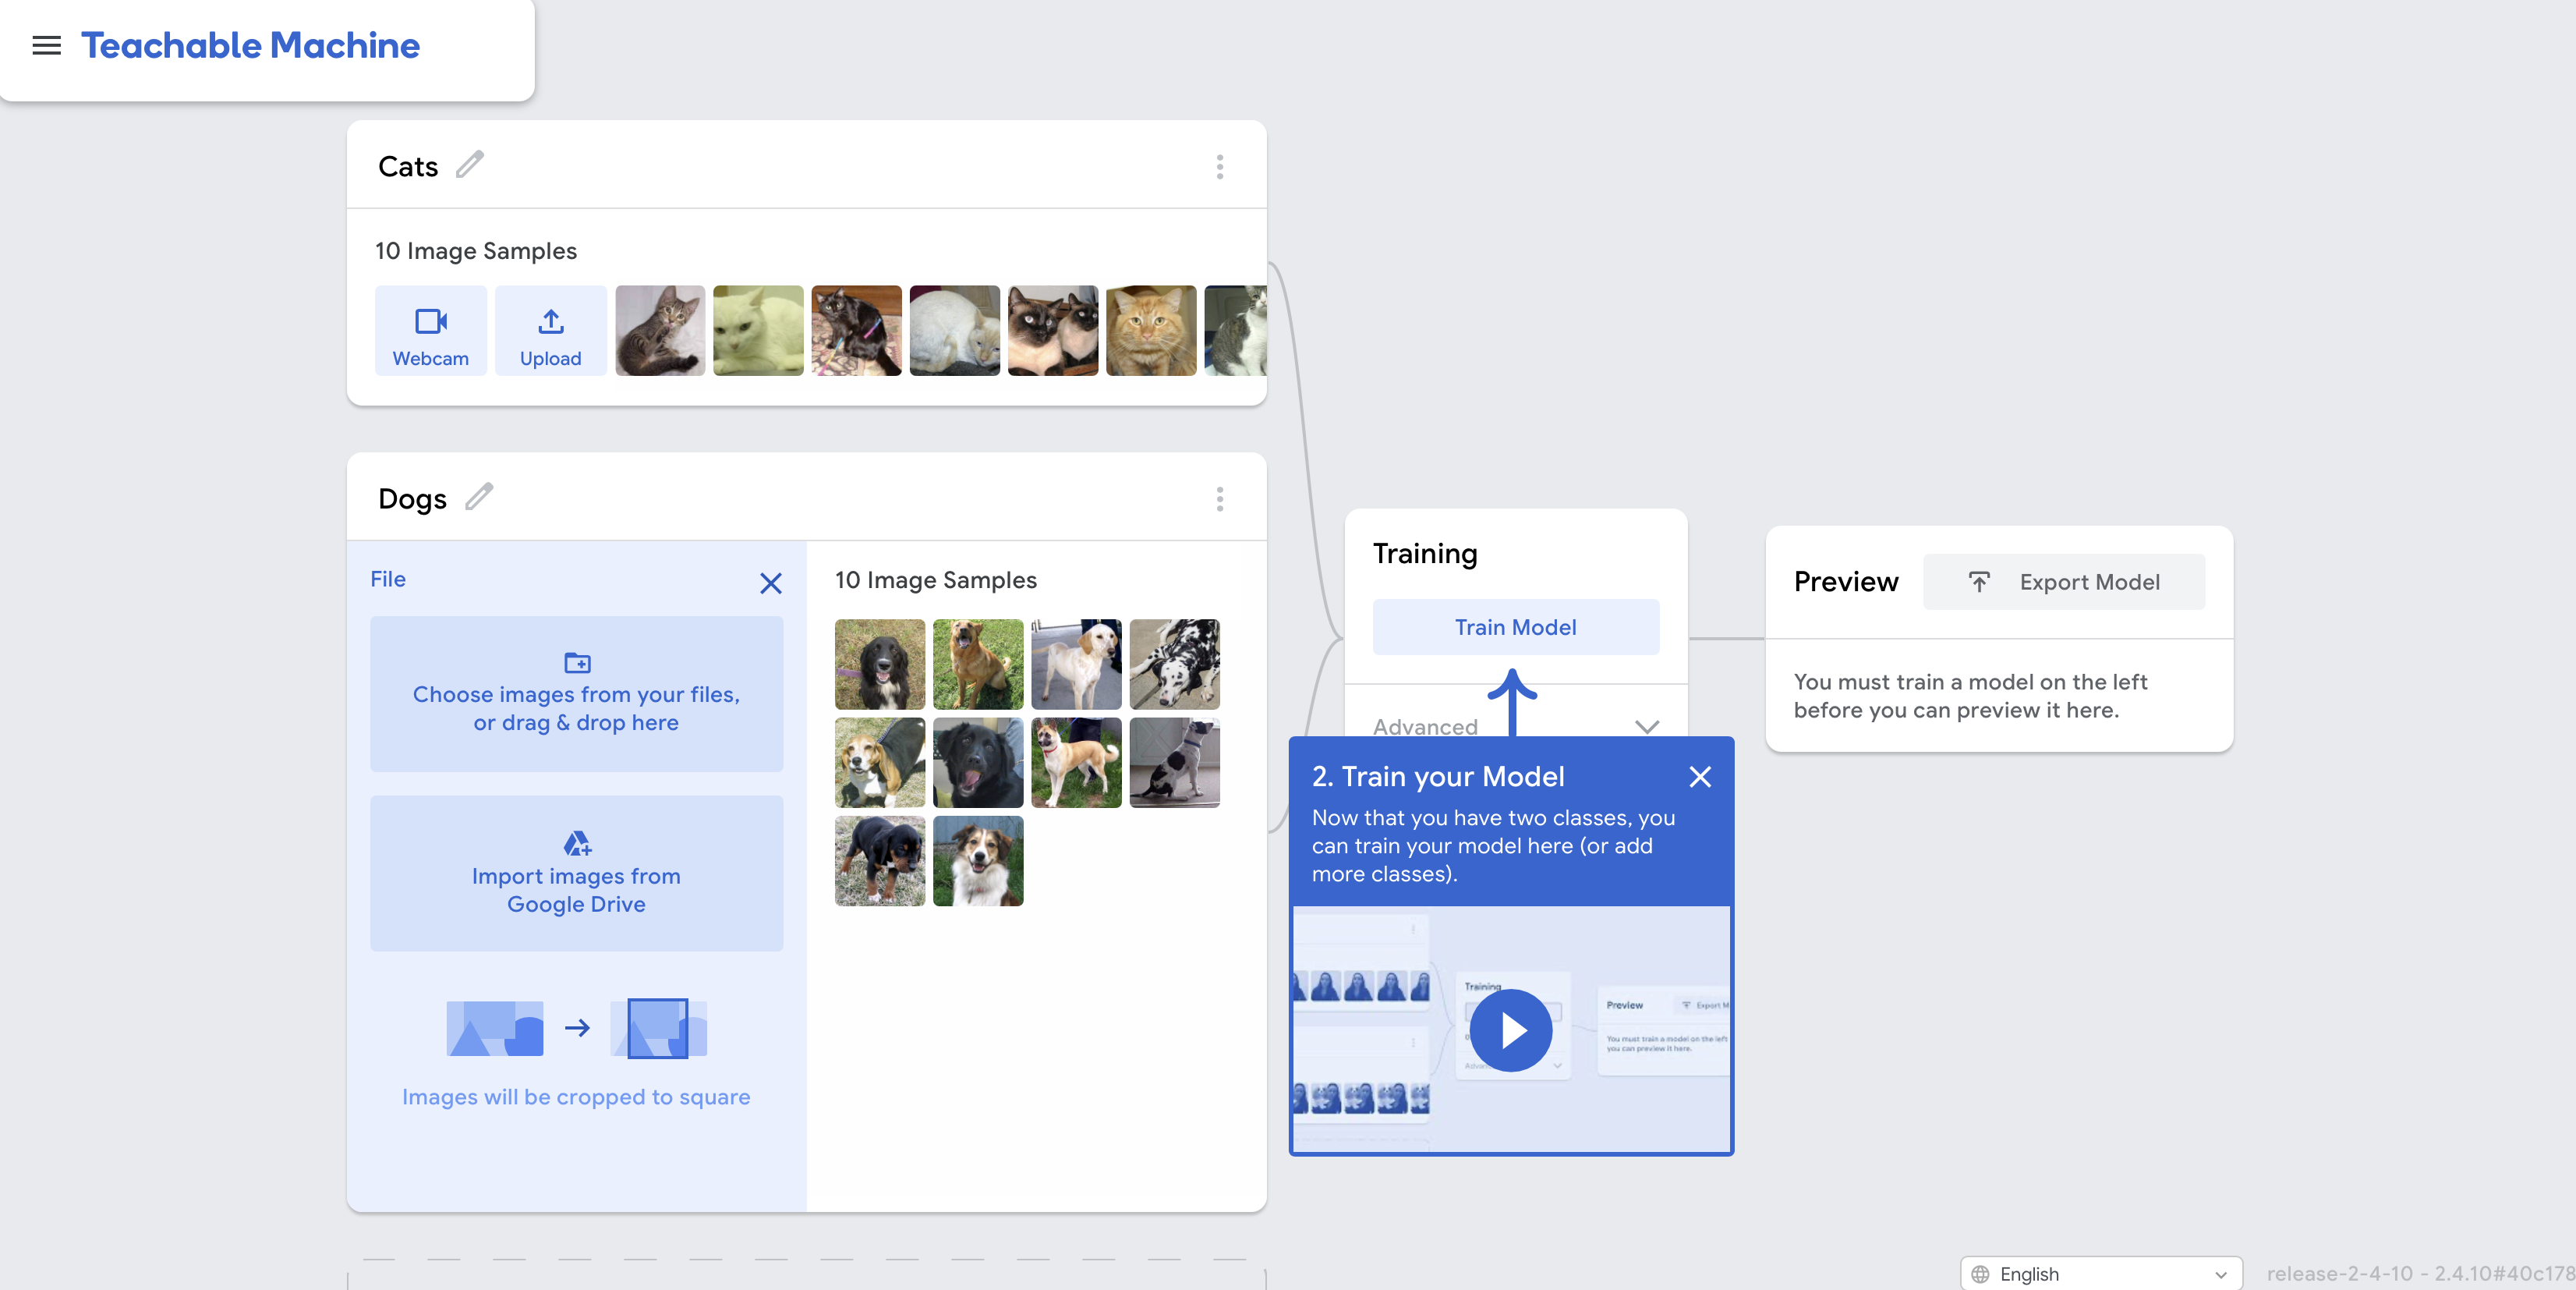 Teachable Machine
Cats
10 Image Samples
Webcam
Upload
Dogs
File
Choose images from your files,
or drag & drop here
Import images from
Google Drive
Images will be cropped to square
10 Image Samples
Training
Train Model
Advanced
2. Train your Model
Now that you have two classes, you
can train your model here (or add
more classes).
Training
Preview
Export M
You must train a model on the left
you can preview it here.
Preview
Export Model
You must train a model on the left
before you can preview it here.
English
release-2-4-10 - 2.4.10#40c178